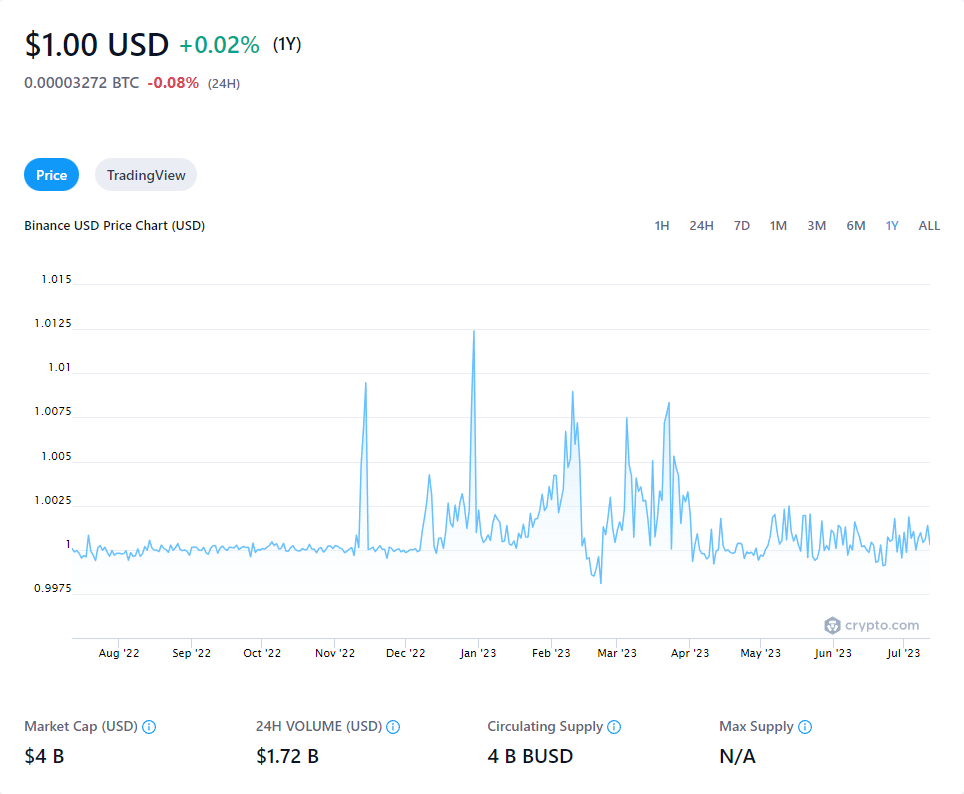 $1.00 USD +0.02% (1Y)
0.00003272 BTC -0.08% (24H)
Price TradingView
Binance USD Price Chart (USD) 1H 24H 7D 1M 3M 6M 1Y ALL
1.015
1.0125
1.01
1.0075
1.005
1.0025
1
0.9975
crypto.com
Aug '22 Sep '22 Oct '22 Nov '22 Dec '22 Jan '23 Feb '23 Mar '23 Apr '23 May '23 Jun '23 Jul '23
Market Cap (USD) 24H VOLUME (USD) Circulating Supply Max Supply
$4 B $1.72 B 4 B BUSD N/A